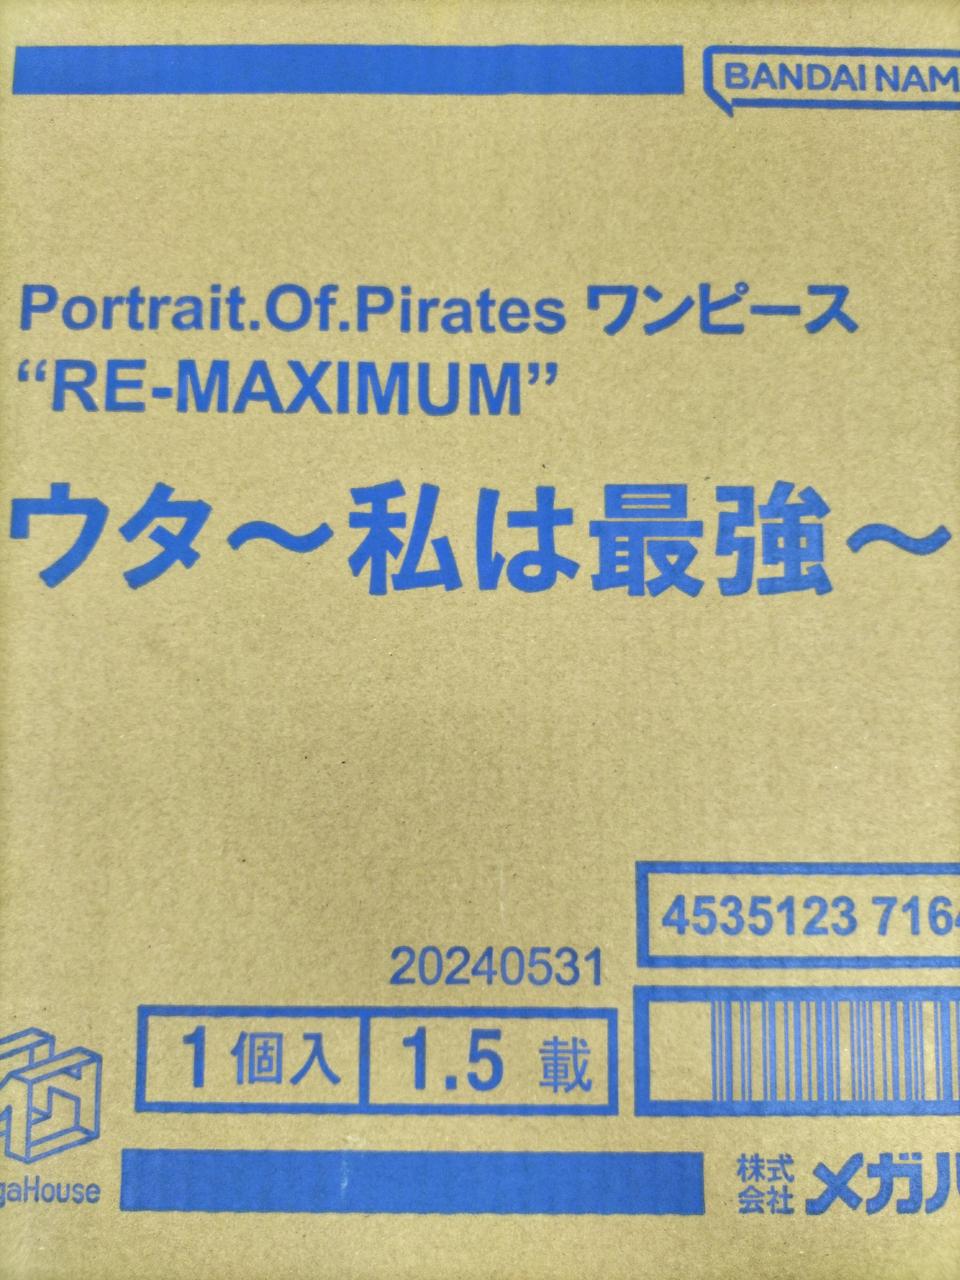 BANDAI NAM
Portrait.Of.Pirates ワンピース
“RE-MAXIMUM”
ウタ～私は最強～
4535123 7164
20240531
1 個入
1.5 載
gaHouse
株式会社 メガハ